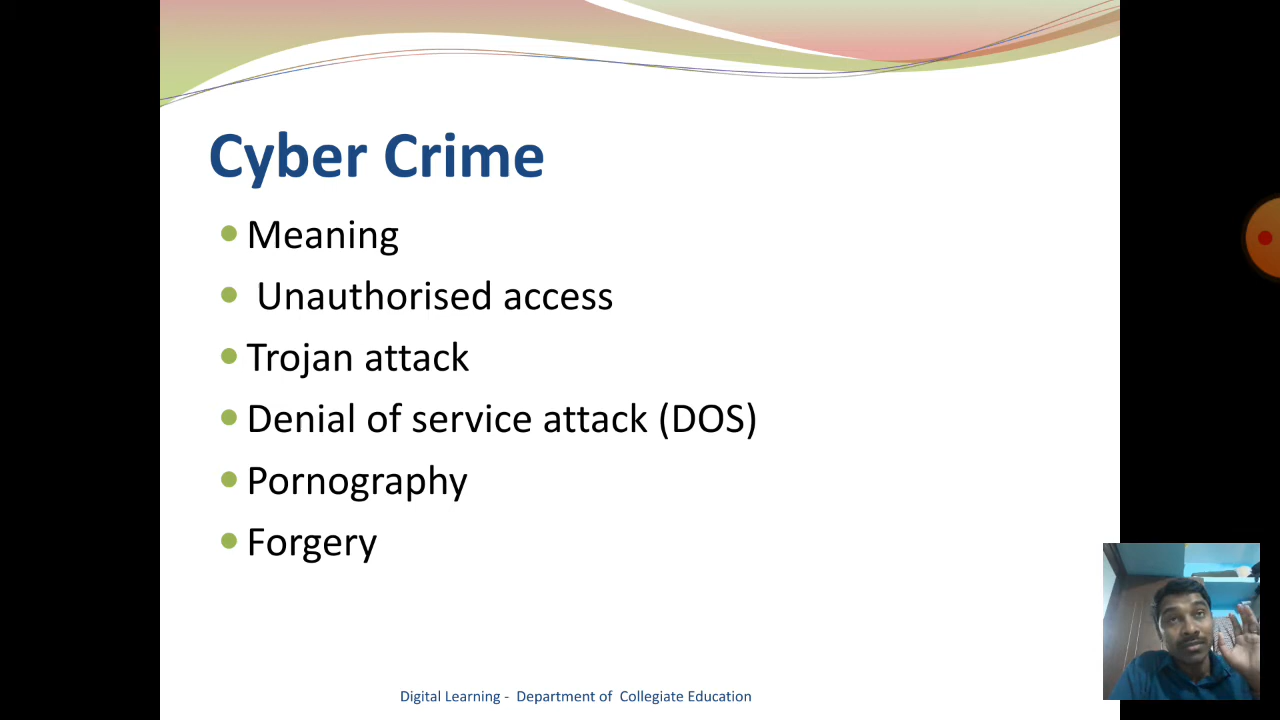 Cyber Crime
Meaning
Unauthorised access
Trojan attack
Denial of service attack (DOS)
Pornography
Forgery
Digital Learning - Department of Collegiate Education